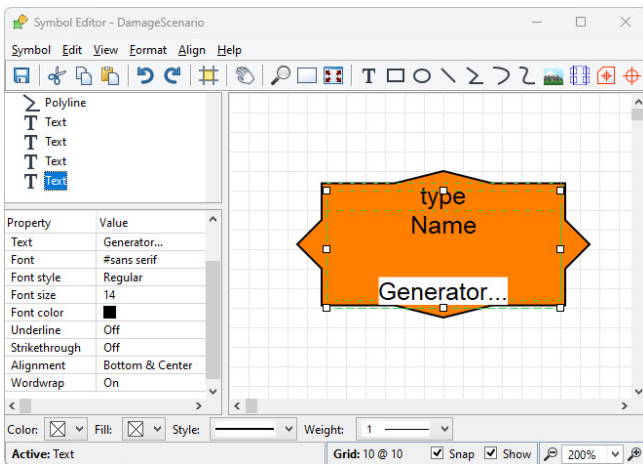 Symbol Editor - DamageScenario
Symbol Edit View Format Align Help
Polyline
Text
Text
Text
Text
Property Value
Text Generator...
Font #sans serif
Font style Regular
Font size 14
Font color
Underline Off
Strikethrough Off
Alignment Bottom & Center
Wordwrap On
type
Name
Generator...
Color: Fill: Style: Weight: 1
Active: Text Grid: 10 @ 10 Snap Show 200%